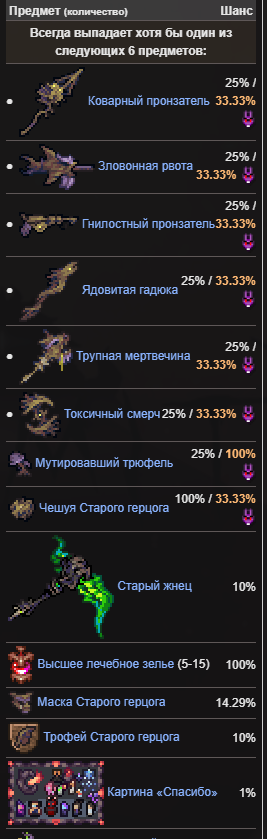 Предмет (количество) Шанс
Всегда выпадает хотя бы один из
следующих 6 предметов:
Коварный пронзатель 25% /
33.33%
Зловонная рвота 25% /
33.33%
Гнилостный пронзатель 25% /
33.33%
Ядовитая гадюка 25% / 33.33%
Трупная мертвечина 25% /
33.33%
Токсичный смерч 25% / 33.33%
Мутировавший трюфель 25% / 100%
Чешуя Старого герцога 100% / 33.33%
Старый жнец 10%
Высшее лечебное зелье (5-15) 100%
Маска Старого герцога 14.29%
Трофей Старого герцога 10%
Картина «Спасибо» 1%